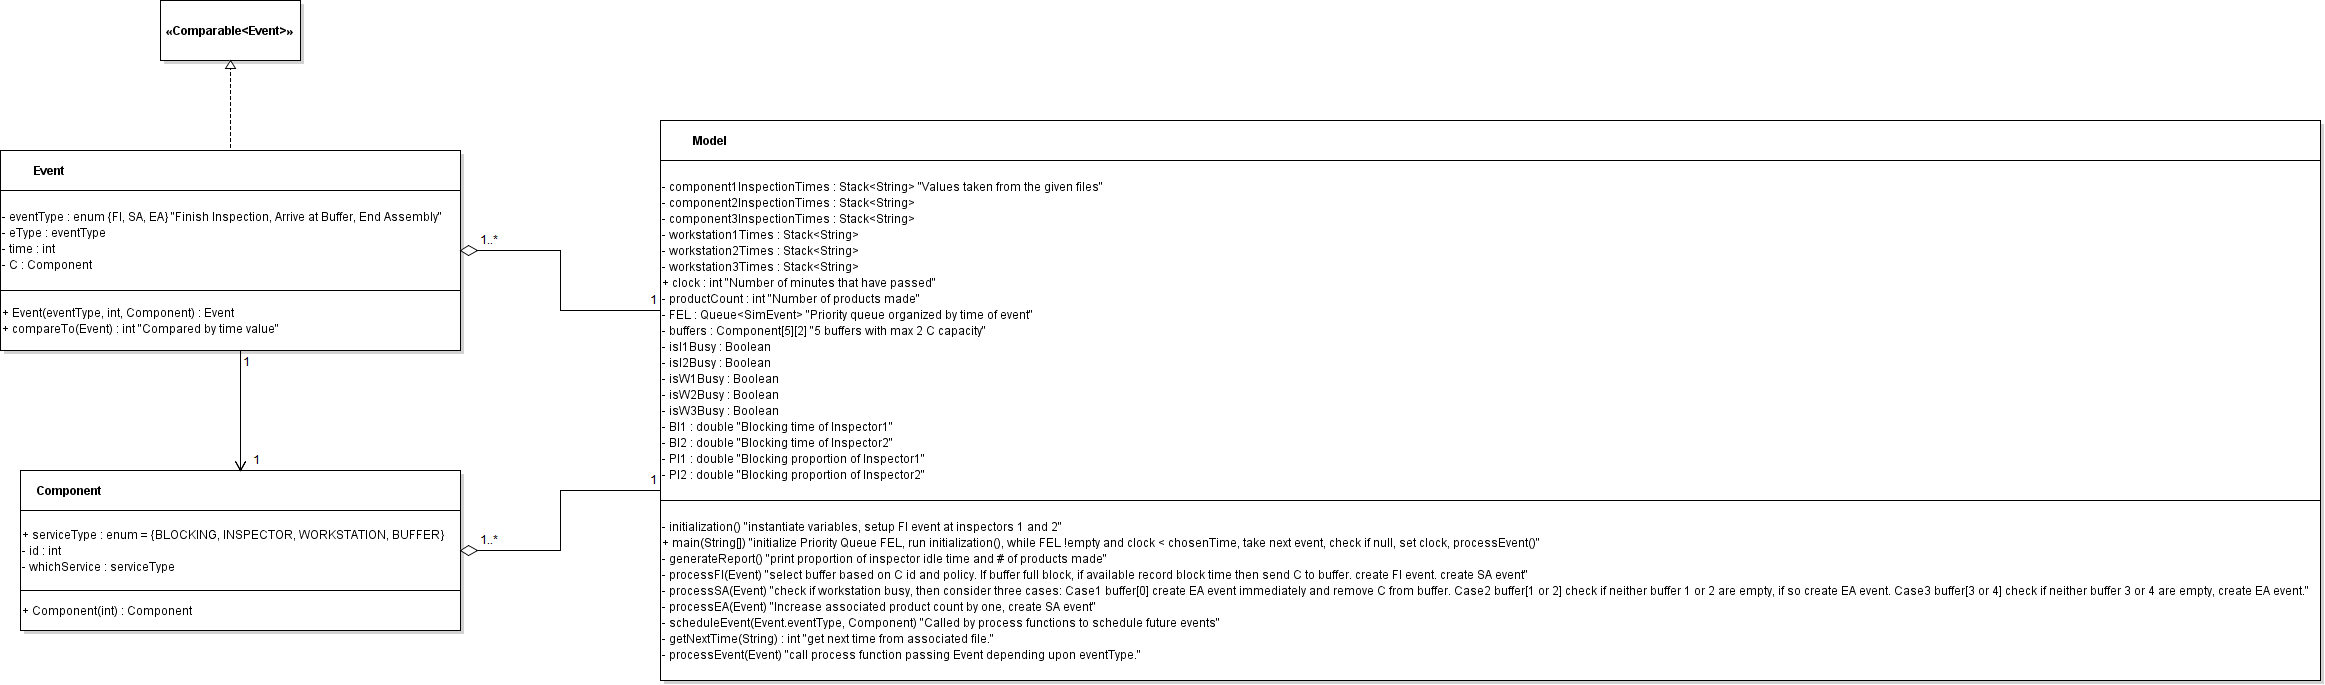 «Comparable<Event>»
Event
- eventType : enum {FI, SA, EA} "Finish Inspection, Arrive at Buffer, End Assembly"
- eType : eventType
- time : int
- C : Component
+ Event(eventType, int, Component) : Event
+ compareTo(Event) : int "Compared by time value"
1..*
1
1
1
Component
+ serviceType : enum = {BLOCKING, INSPECTOR, WORKSTATION, BUFFER}
- id : int
- whichService : serviceType
+ Component(int) : Component
1..*
1
Model
- component1InspectionTimes : Stack<String> "Values taken from the given files"
- component2InspectionTimes : Stack<String>
- component3InspectionTimes : Stack<String>
- workstation1Times : Stack<String>
- workstation2Times : Stack<String>
- workstation3Times : Stack<String>
+ clock : int "Number of minutes that have passed"
- productCount : int "Number of products made"
- FEL : Queue<SimEvent> "Priority queue organized by time of event"
- buffers : Component[5][2] "5 buffers with max 2 C capacity"
- isI1Busy : Boolean
- isI2Busy : Boolean
- isW1Busy : Boolean
- isW2Busy : Boolean
- isW3Busy : Boolean
- BI1 : double "Blocking time of Inspector1"
- BI2 : double "Blocking time of Inspector2"
- PI1 : double "Blocking proportion of Inspector1"
- PI2 : double "Blocking proportion of Inspector2"
- initialization() "instantiate variables, setup FI event at inspectors 1 and 2"
+ main(String[]) "initialize Priority Queue FEL, run initialization(), while FEL !empty and clock < chosenTime, take next event, check if null, set clock, processEvent()"
- generateReport() "print proportion of inspector idle time and # of products made"
- processFI(Event) "select buffer based on C id and policy. If buffer full block, if available record block time then send C to buffer. create FI event. create SA event"
- processSA(Event) "check if workstation busy, then consider three cases: Case1 buffer[0] create EA event immediately and remove C from buffer. Case2 buffer[1 or 2] check if neither buffer 1 or 2 are empty, if so create EA event. Case3 buffer[3 or 4] check if neither buffer 3 or 4 are empty, create EA event."
- processEA(Event) "Increase associated product count by one, create SA event"
- scheduleEvent(Event.eventType, Component) "Called by process functions to schedule future events"
- getNextTime(String) : int "get next time from associated file."
- processEvent(Event) "call process function passing Event depending upon eventType."